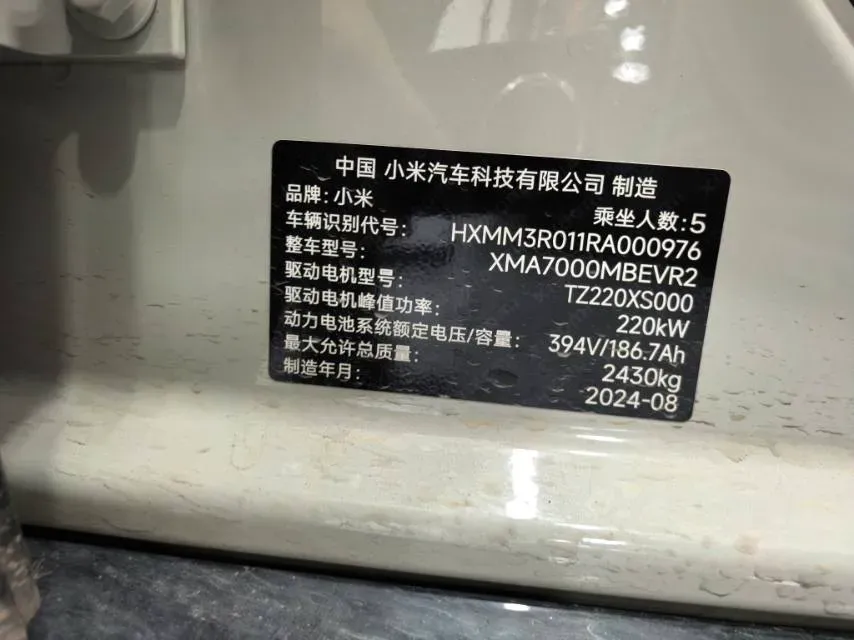 中国 小米汽车科技有限公司 制造
品牌: 小米 乘坐人数: 5
车辆识别代号: HXMM3R011RA000976
整车型号: XMA7000MBEVR2
驱动电机型号: TZ220XS000
驱动电机峰值功率: 220kW
动力电池系统额定电压/容量: 394V/186.7Ah
最大允许总质量: 2430kg
制造年月: 2024-08